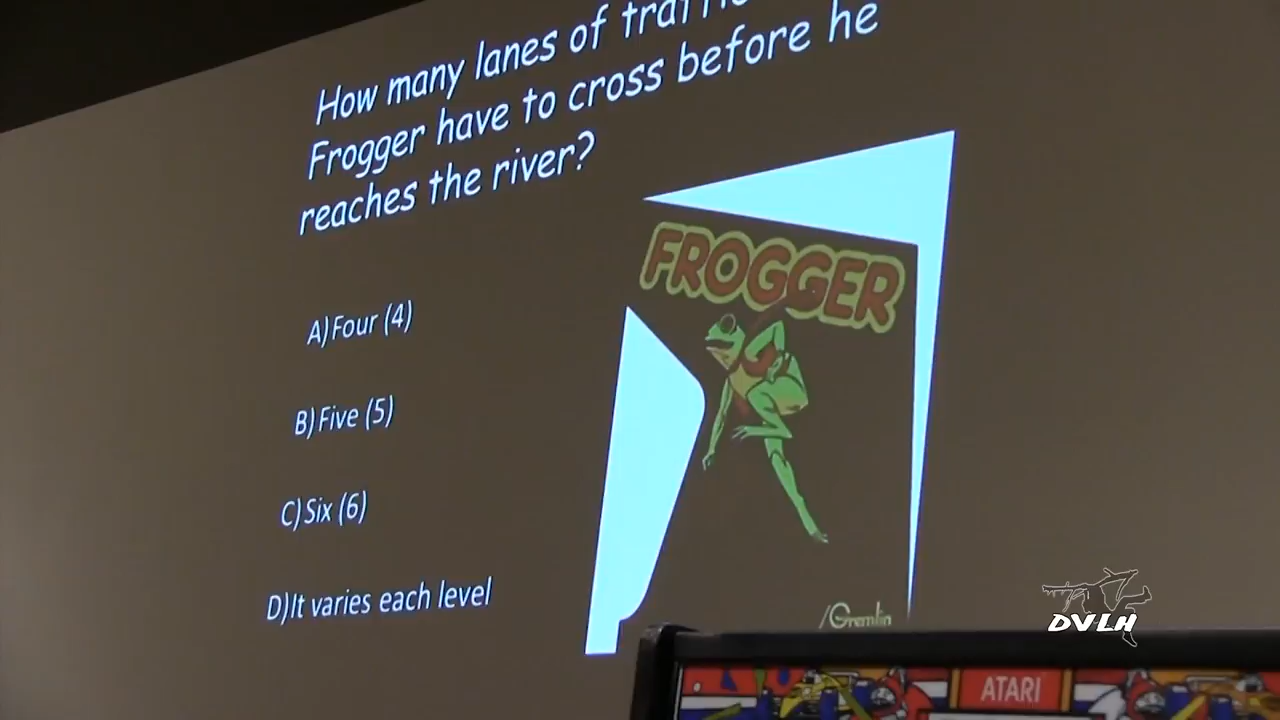 How many lanes of traffic
Frogger have to cross before he
reaches the river?
FROGGER
A)Four (4)
B)Five (5)
C)Six (6)
D)It varies each level
/Gremlin
DVLH
ATARI